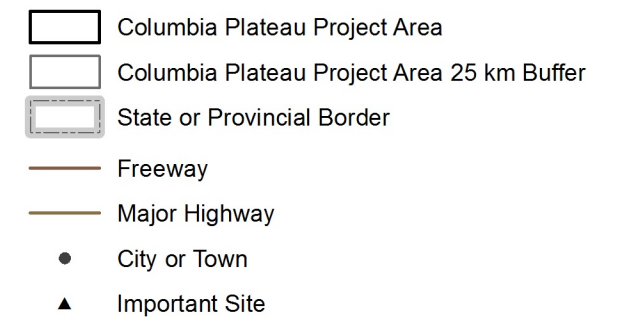 Columbia Plateau Project Area
Columbia Plateau Project Area 25 km Buffer
State or Provincial Border
Freeway
Major Highway
City or Town
Important Site